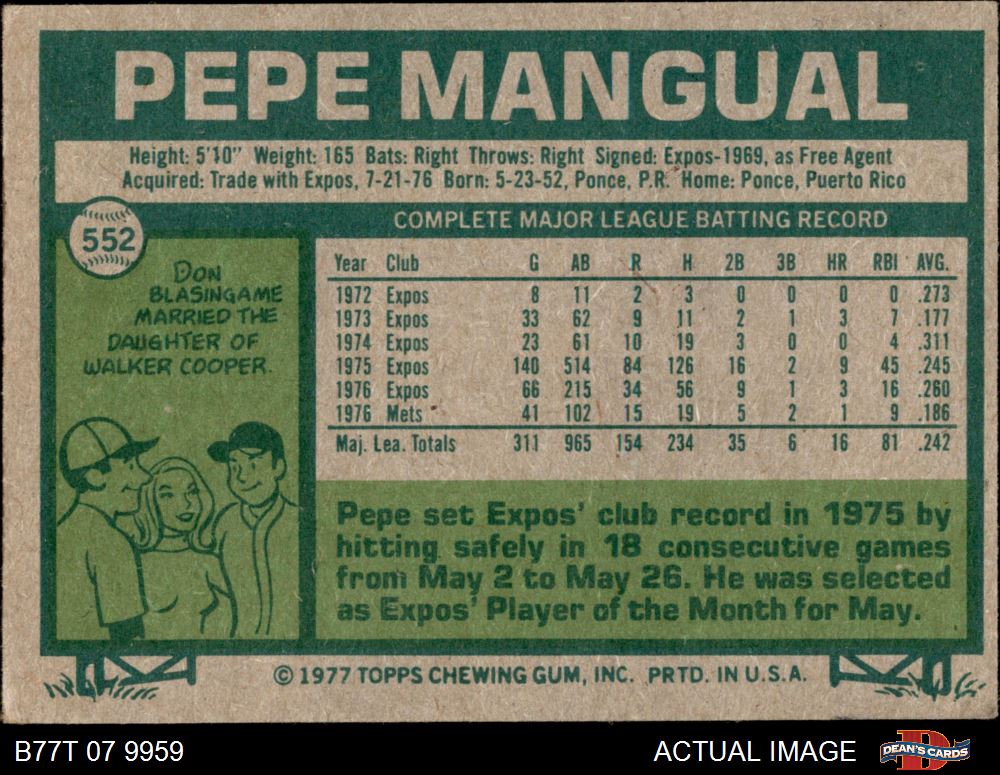 PEPE MANGUAL
Height: 5'10" Weight: 165 Bats: Right Throws: Right Signed: Expos-1969, as Free Agent
Acquired: Trade with Expos, 7-21-76 Born: 5-23-52, Ponce, P.R. Home: Ponce, Puerto Rico
552
DON
BLASINGAME
MARRIED THE
DAUGHTER OF
WALKER COOPER.
COMPLETE MAJOR LEAGUE BATTING RECORD
Year Club G AB R H 2B 3B HR RBI AVG.
1972 Expos 8 11 2 3 0 0 0 0 .273
1973 Expos 33 62 9 11 2 1 3 7 .177
1974 Expos 23 61 10 19 3 0 0 4 .311
1975 Expos 140 514 84 126 16 2 9 45 .245
1976 Expos 66 215 34 56 9 1 3 16 .260
1976 Mets 41 102 15 19 5 2 1 9 .186
Maj. Lea. Totals 311 965 154 234 35 6 16 81 .242
Pepe set Expos' club record in 1975 by
hitting safely in 18 consecutive games
from May 2 to May 26. He was selected
as Expos' Player of the Month for May.
© 1977 TOPPS CHEWING GUM, INC. PRTD. IN U.S.A.
B77T 07 9959
ACTUAL IMAGE
DEAN'S CARDS